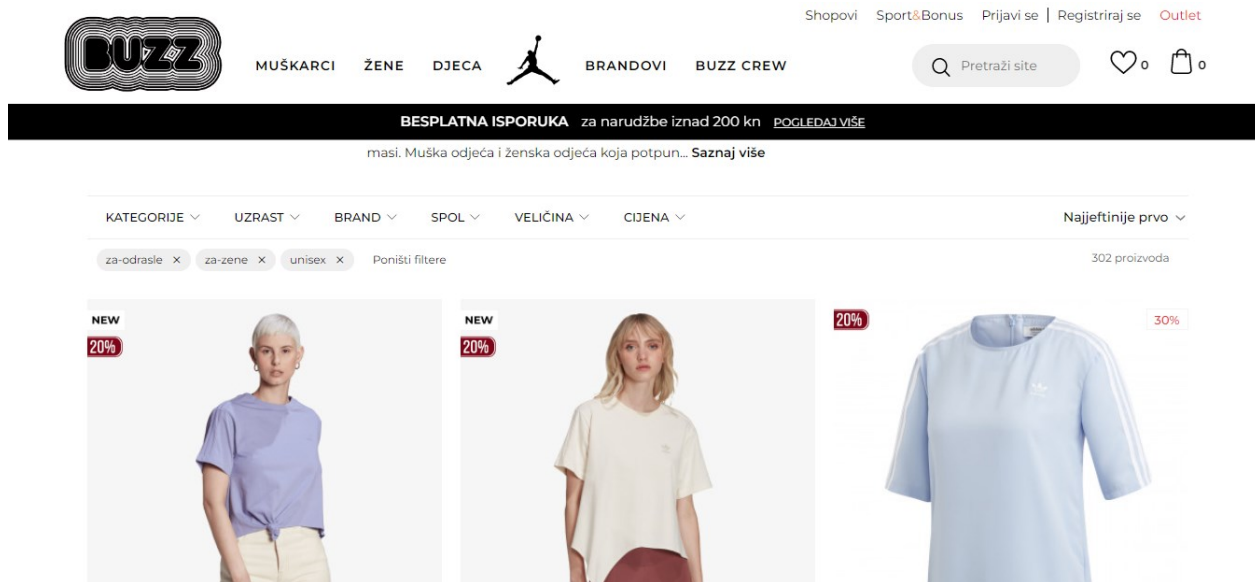 Shopovi Sport&Bonus Prijavi se | Registriraj se Outlet
BUZZ
MUŠKARCI ŽENE DJECA BRANDOVI BUZZ CREW
Pretraži site
0 0
BESPLATNA ISPORUKA za narudžbe iznad 200 kn POGLEDAJ VIŠE
masi. Muška odjeća i ženska odjeća koja potpun... Saznaj više
KATEGORIJE UZRAST BRAND SPOL VELIČINA CIJENA Najjeftinije prvo
za-odrasle × za-zene × unisex × Poništi filtere 302 proizvoda
NEW NEW 20% 30%
20% 20%